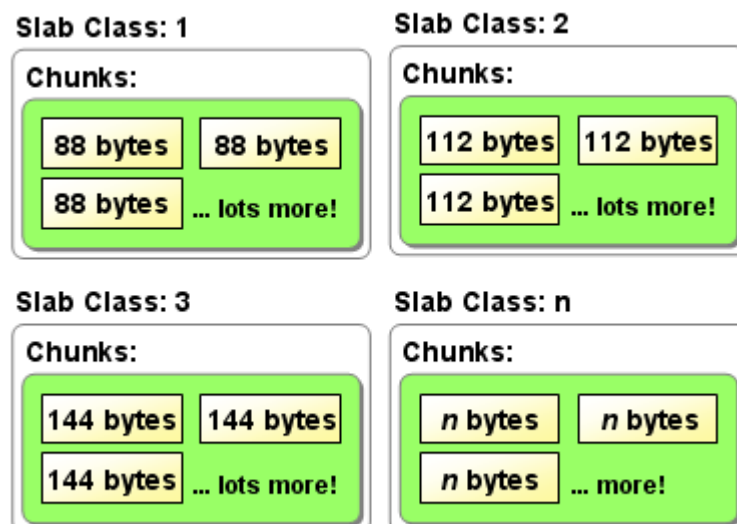 Slab Class: 1
Chunks:
88 bytes 88 bytes
88 bytes ... lots more!
Slab Class: 2
Chunks:
112 bytes 112 bytes
112 bytes ... lots more!
Slab Class: 3
Chunks:
144 bytes 144 bytes
144 bytes ... lots more!
Slab Class: n
Chunks:
n bytes n bytes
n bytes ... more!